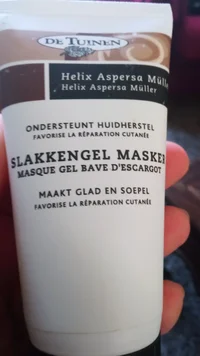 DE TUINEN
Helix Aspersa Müll
Helix Aspersa Müller
ONDERSTEUNT HUIDHERSTEL
FAVORISE LA RÉPARATION CUTANÉE
SLAKKENGEL MASKER
MASQUE GEL BAVE D'ESCARGOT
MAAKT GLAD EN SOEPEL
FAVORISE LA RÉPARATION CUTANÉE